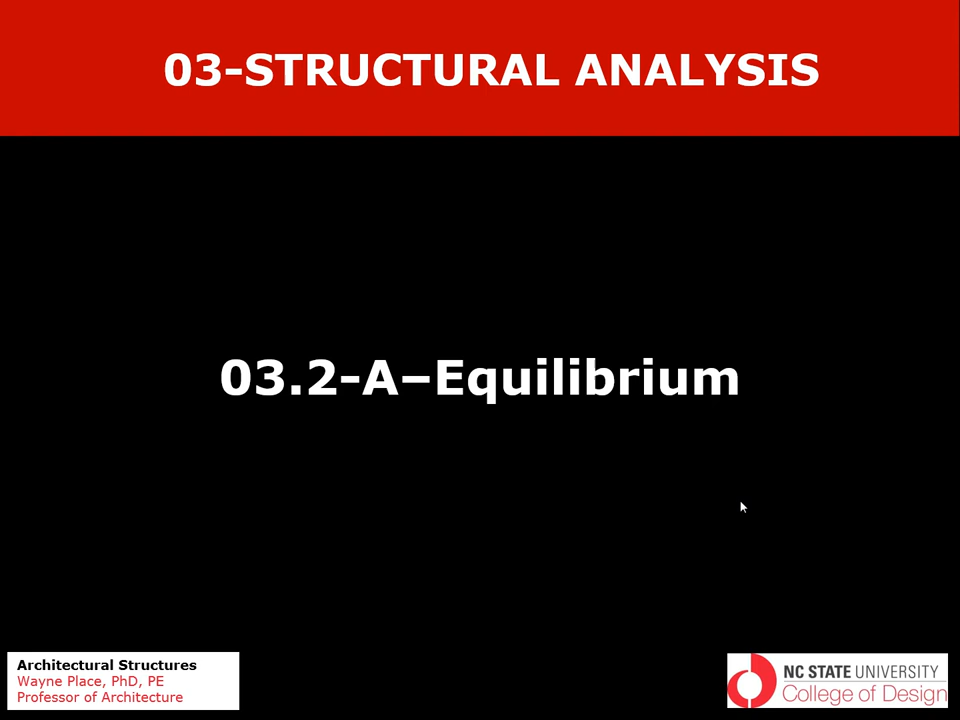 03-STRUCTURAL ANALYSIS
03.2-A–Equilibrium
Architectural Structures
Wayne Place, PhD, PE
Professor of Architecture
NC STATE UNIVERSITY
College of Design